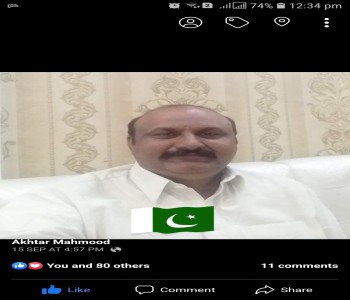 74% 12:34 pm
Akhtar Mahmood
15 SEP AT 4:57 PM
You and 80 others 11 comments
Like Comment Share